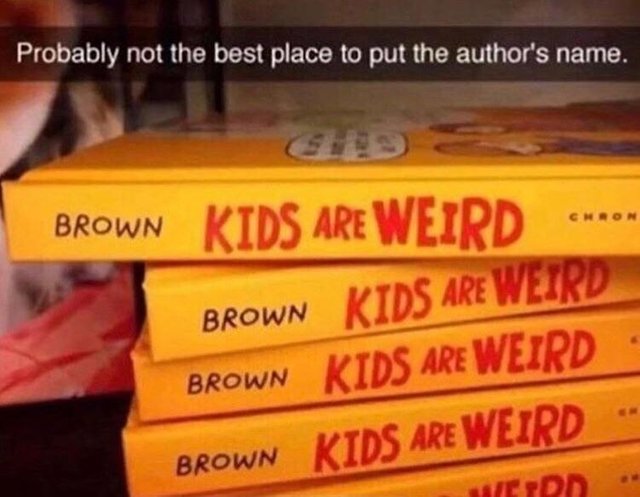 Probably not the best place to put the author's name.
BROWN KIDS ARE WEIRD CHRON
BROWN KIDS ARE WEIRD
BROWN KIDS ARE WEIRD
BROWN KIDS ARE WEIRD
WEIRD